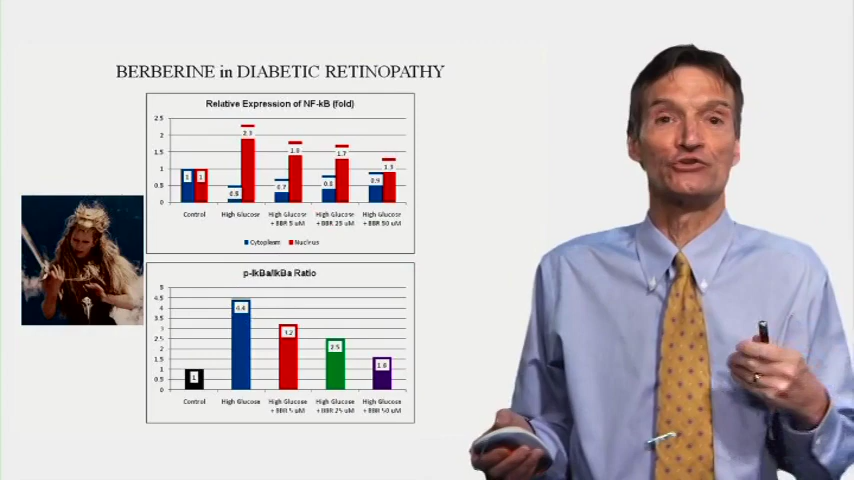 BERBERINE in DIABETIC RETINOPATHY
Relative Expression of NF-kB (fold)
2.5
2
1.5
1
0.5
0
1
1
2.3
0.7
1.8
0.8
1.7
0.9
1.3
Control
High Glucose
High Glucose + BBR 5 uM
High Glucose + BBR 25 uM
High Glucose + BBR 50 uM
Cytoplasm
Nucleus
p-IkBa/IkBa Ratio
5
4.5
4
3.5
3
2.5
2
1.5
1
0.5
0
1
4.4
3.2
2.5
1.6
Control
High Glucose
High Glucose + BBR 5 uM
High Glucose + BBR 25 uM
High Glucose + BBR 50 uM